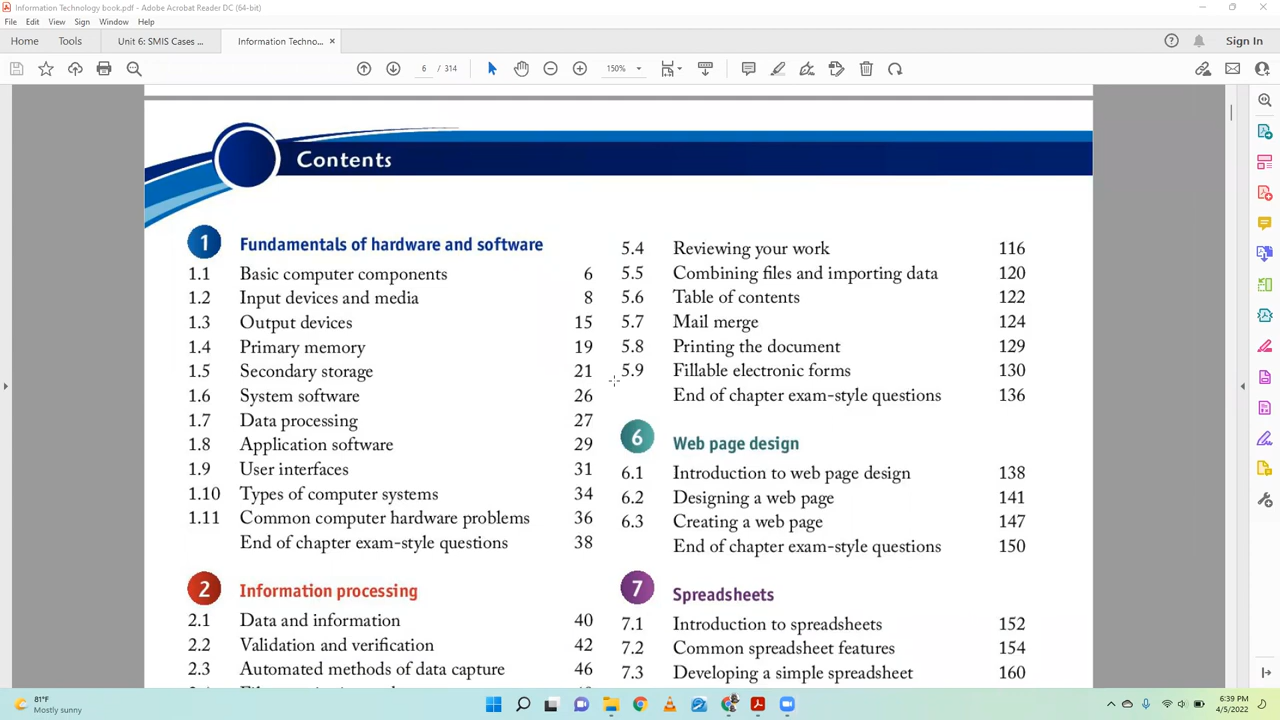 Information Technology book.pdf - Adobe Acrobat Reader DC (64-bit)
File Edit View Sign Window Help
Home Tools Unit 6: SMIS Cases ... Information Techno... ×
Sign In
6 / 314 150%
Contents
1 Fundamentals of hardware and software
1.1 Basic computer components 6
1.2 Input devices and media 8
1.3 Output devices 15
1.4 Primary memory 19
1.5 Secondary storage 21
1.6 System software 26
1.7 Data processing 27
1.8 Application software 29
1.9 User interfaces 31
1.10 Types of computer systems 34
1.11 Common computer hardware problems 36
End of chapter exam-style questions 38
2 Information processing
2.1 Data and information 40
2.2 Validation and verification 42
2.3 Automated methods of data capture 46
5.4 Reviewing your work 116
5.5 Combining files and importing data 120
5.6 Table of contents 122
5.7 Mail merge 124
5.8 Printing the document 129
5.9 Fillable electronic forms 130
End of chapter exam-style questions 136
6 Web page design
6.1 Introduction to web page design 138
6.2 Designing a web page 141
6.3 Creating a web page 147
End of chapter exam-style questions 150
7 Spreadsheets
7.1 Introduction to spreadsheets 152
7.2 Common spreadsheet features 154
7.3 Developing a simple spreadsheet 160
81°F
Mostly sunny
6:39 PM
4/5/2022